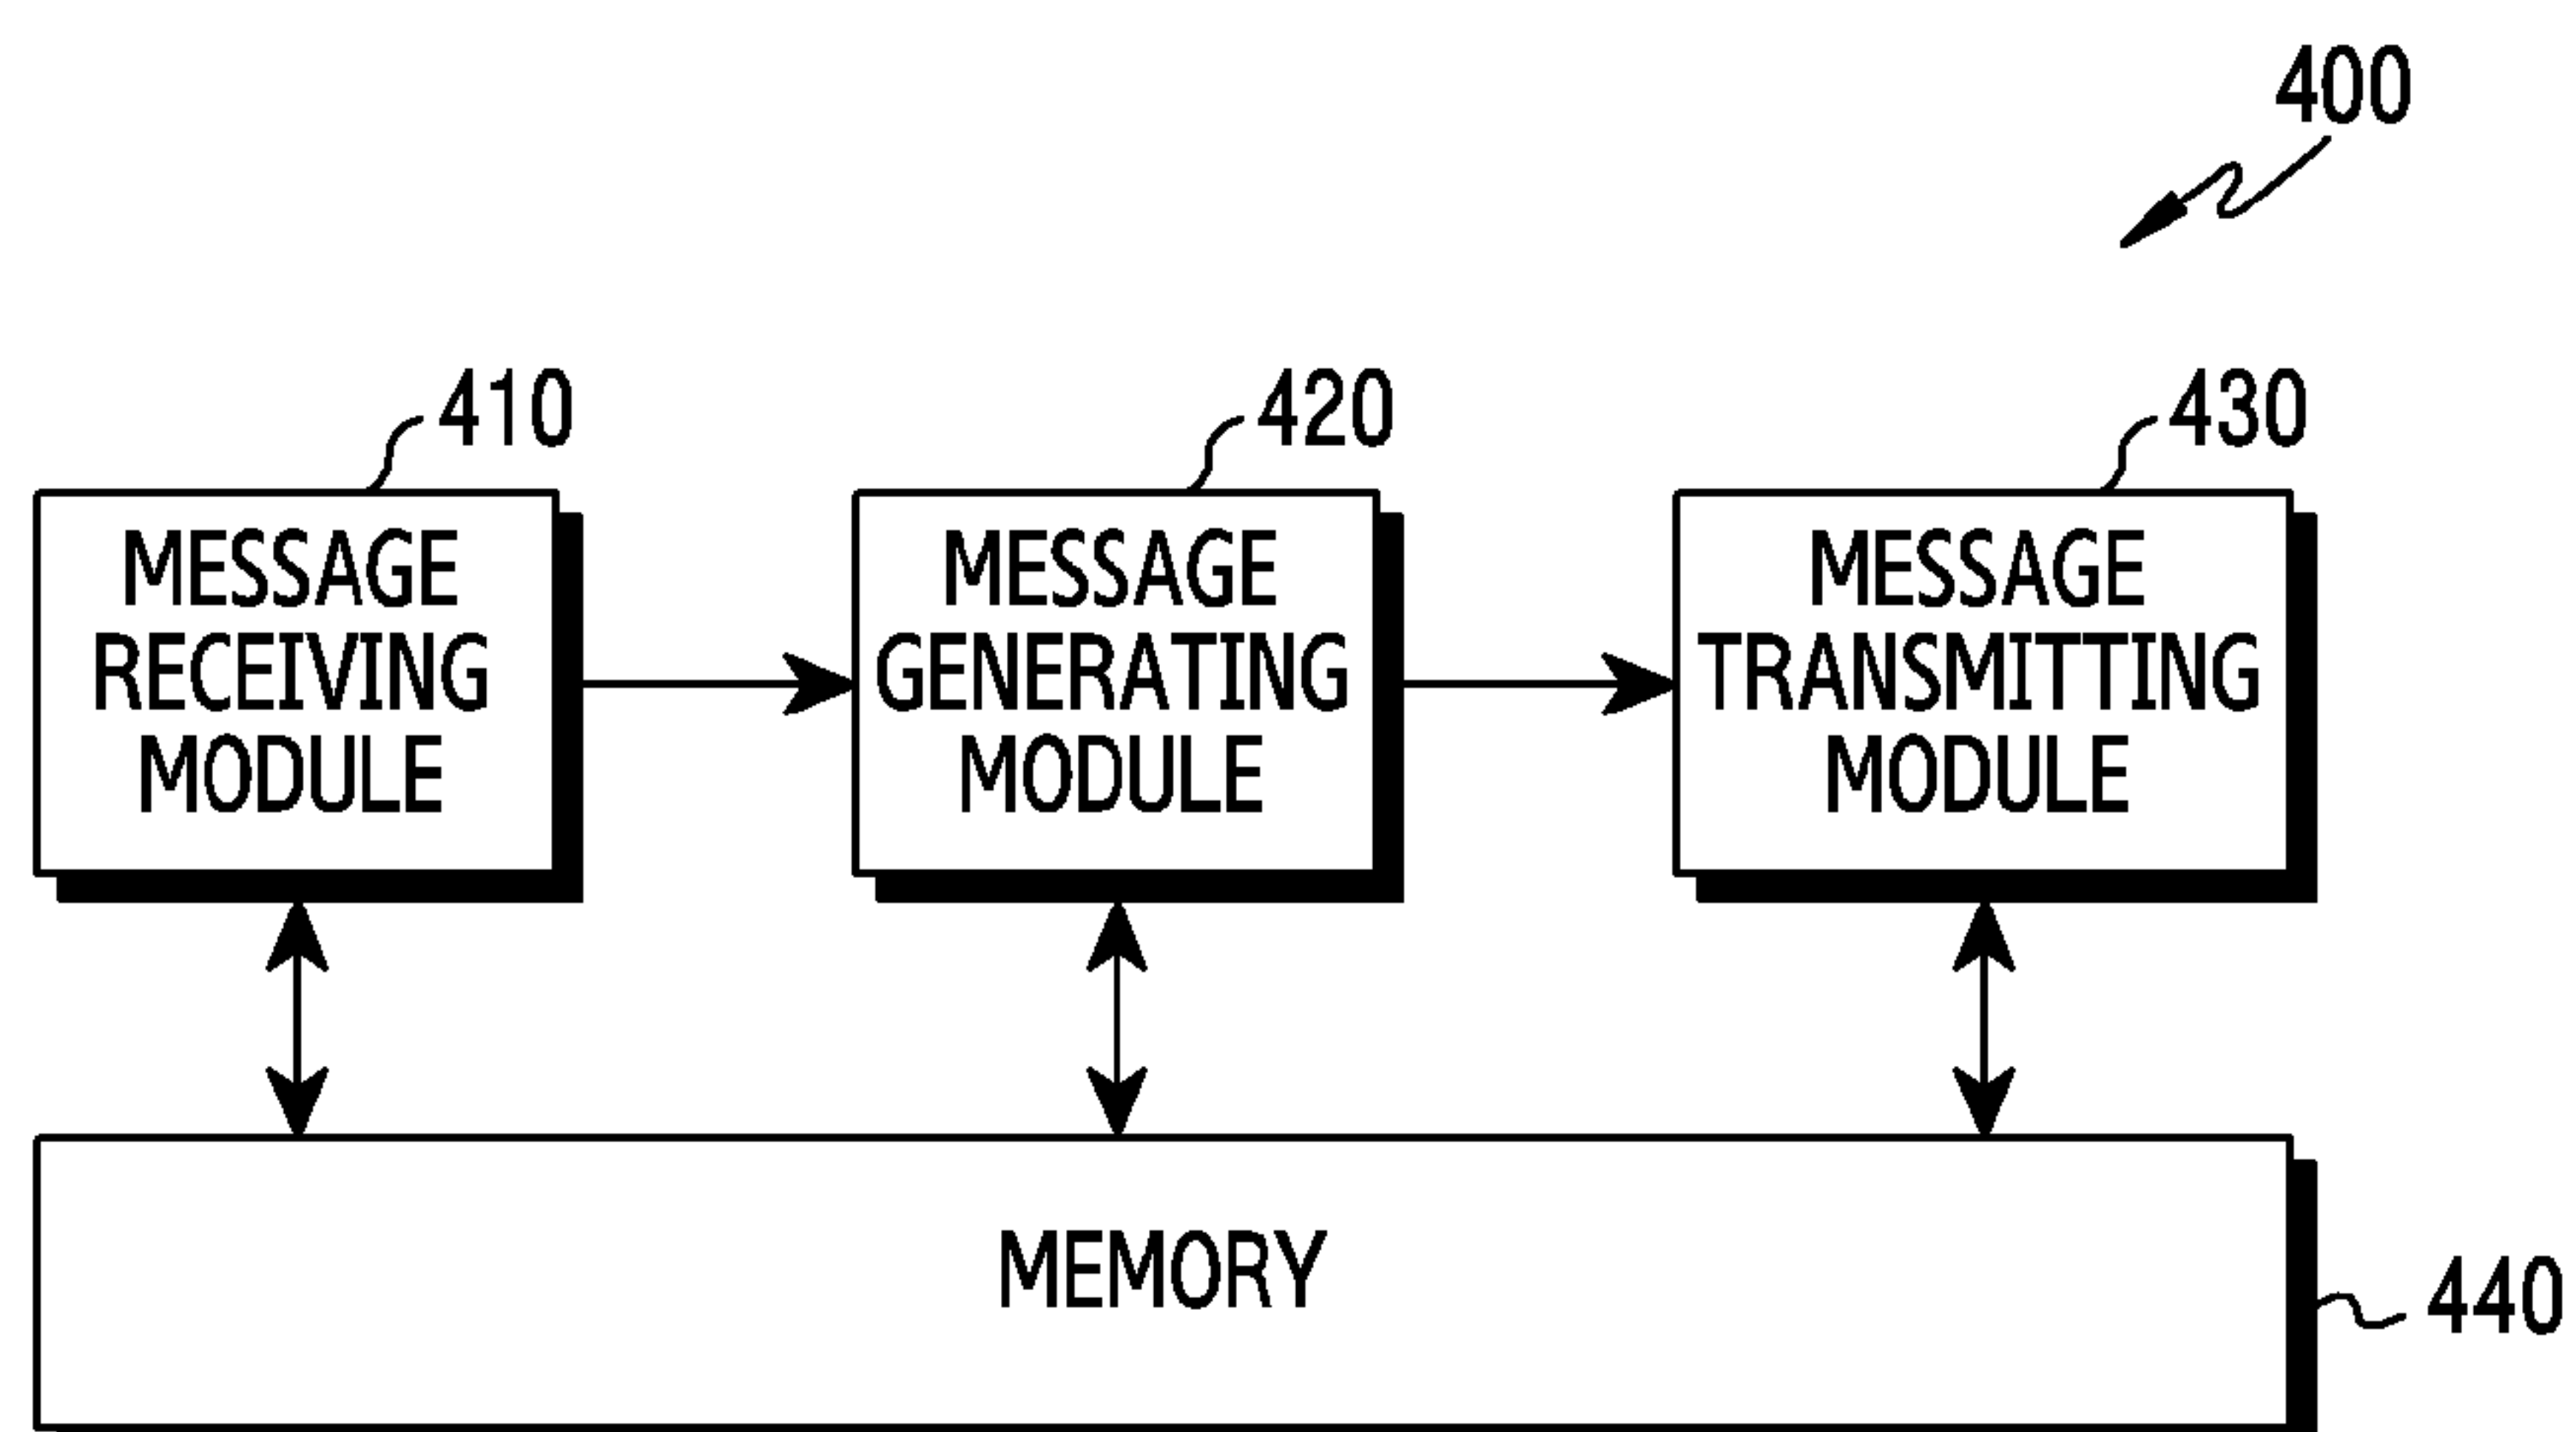 400
410
420
430
MESSAGE
RECEIVING
MODULE
MESSAGE
GENERATING
MODULE
MESSAGE
TRANSMITTING
MODULE
MEMORY
440